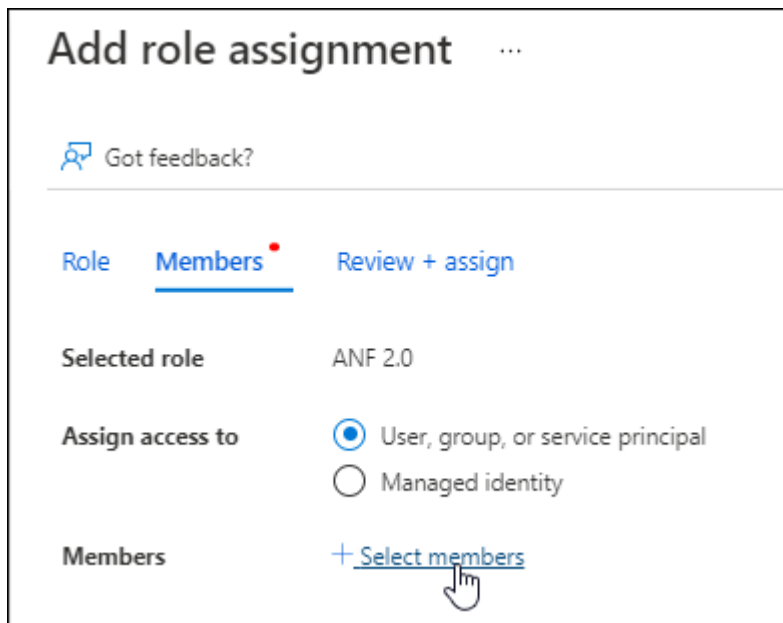 Add role assignment ...
Got feedback?
Role Members Review + assign
Selected role ANF 2.0
Assign access to User, group, or service principal
Managed identity
Members + Select members